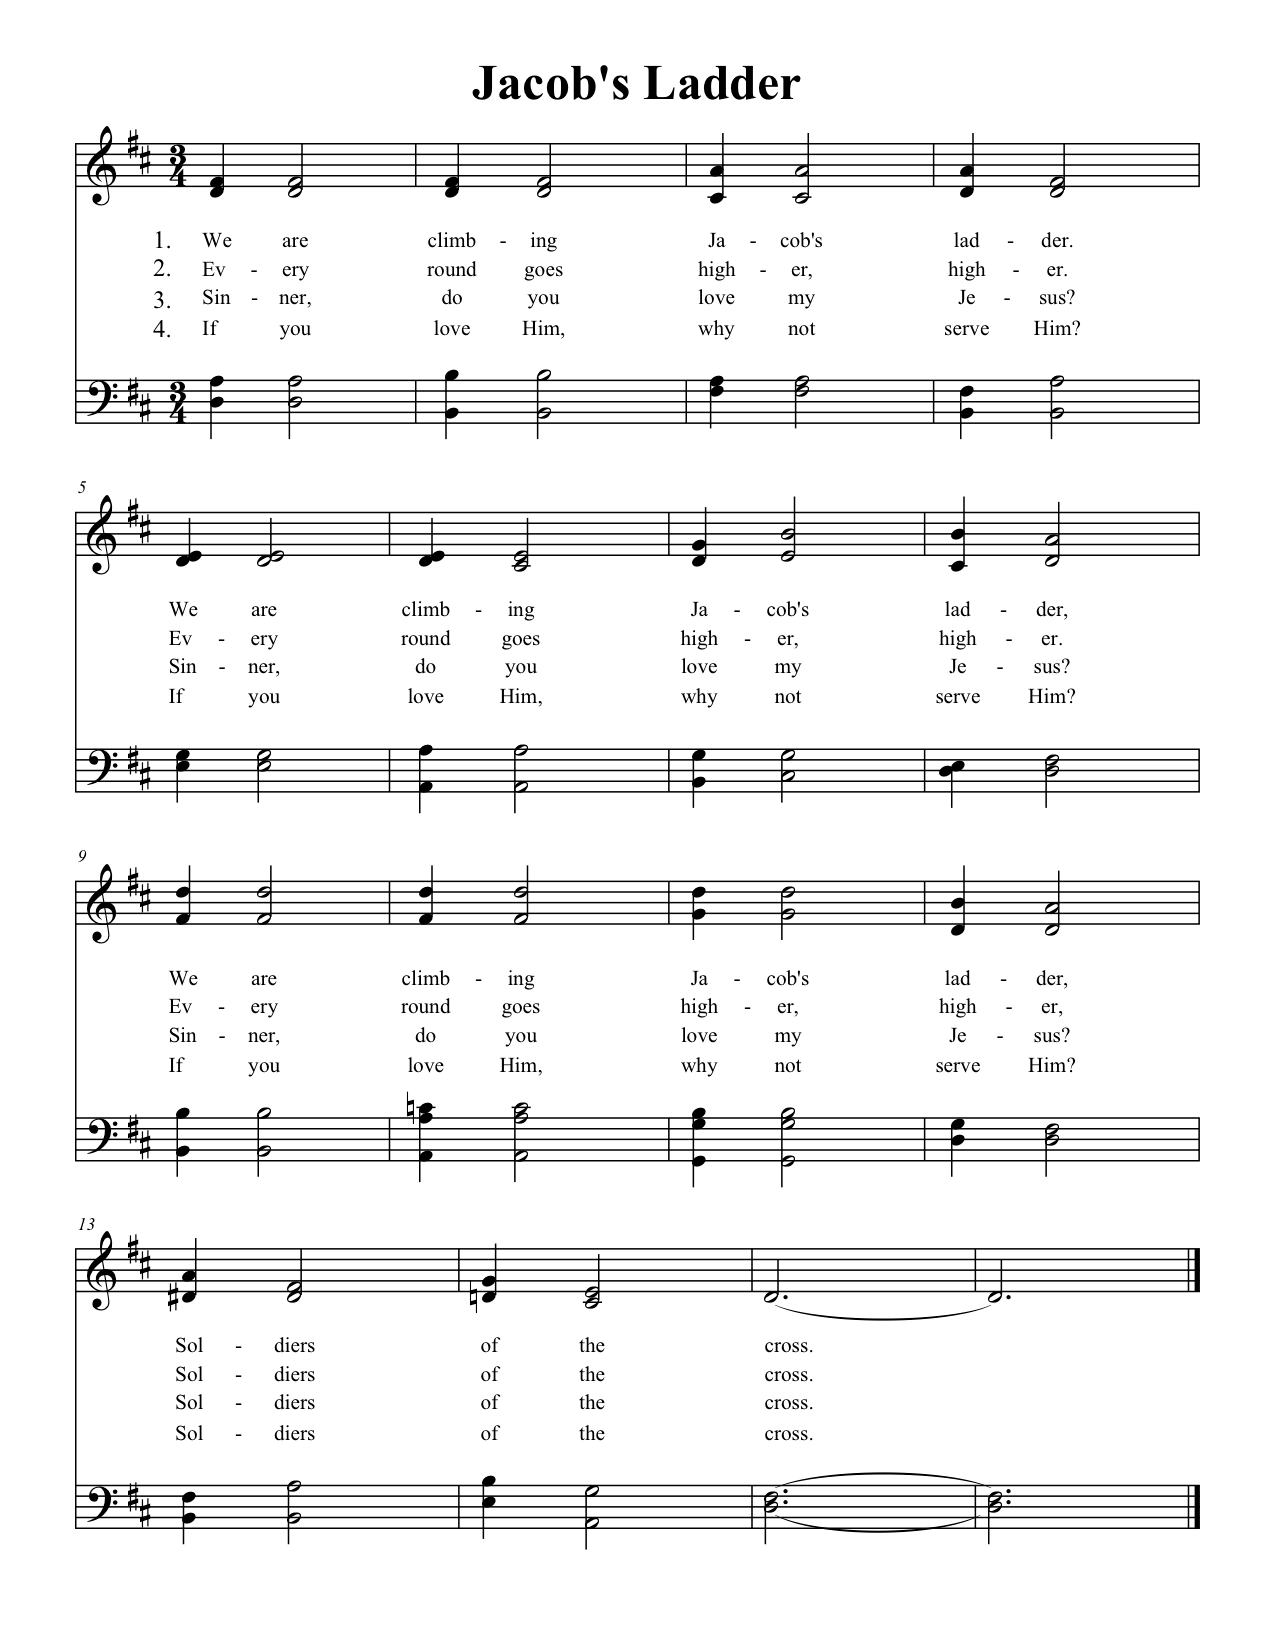 Jacob's Ladder
3 4
1. We are climb - ing Ja - cob's lad - der.
2. Ev - ery round goes high - er, high - er.
3. Sin - ner, do you love my Je - sus?
4. If you love Him, why not serve Him?
3 4
5
We are climb - ing Ja - cob's lad - der,
Ev - ery round goes high - er, high - er.
Sin - ner, do you love my Je - sus?
If you love Him, why not serve Him?
9
We are climb - ing Ja - cob's lad - der,
Ev - ery round goes high - er, high - er,
Sin - ner, do you love my Je - sus?
If you love Him, why not serve Him?
13
Sol - diers of the cross.
Sol - diers of the cross.
Sol - diers of the cross.
Sol - diers of the cross.